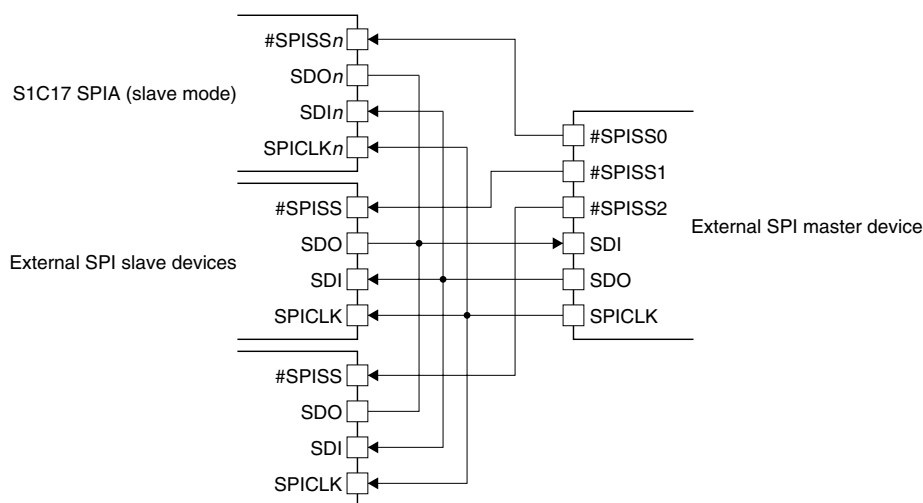 #SPISSn
SDOn
S1C17 SPIA (slave mode)
SDIn
SPICLKn
#SPISS
SDO
External SPI slave devices
SDI
SPICLK
#SPISS
SDO
SDI
SPICLK
#SPISS0
#SPISS1
#SPISS2
External SPI master device
SDI
SDO
SPICLK